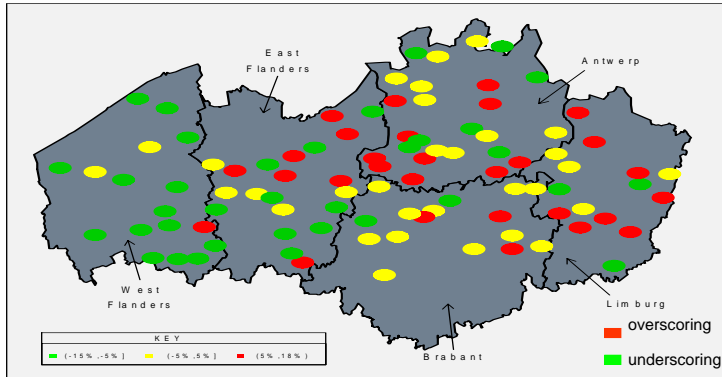 East
Flanders
Antwerp
West
Flanders
Limburg
Brabant
overscoring
underscoring
KEY
(-15%,-5%] (-5%,5%] (5%,18%)